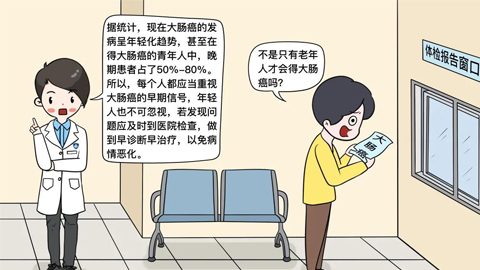 据统计，现在大肠癌的发
病呈年轻化趋势，甚至在
得大肠癌的青年人中，晚
期患者占了50%-80%。
所以，每个人都应当重视
大肠癌的早期信号，年轻
人也不可忽视，若发现问
题应及时到医院检查，做
到早诊断早治疗，以免病
情恶化。
不是只有老年
人才会得大肠
癌吗？
大肠癌
体检报告窗口